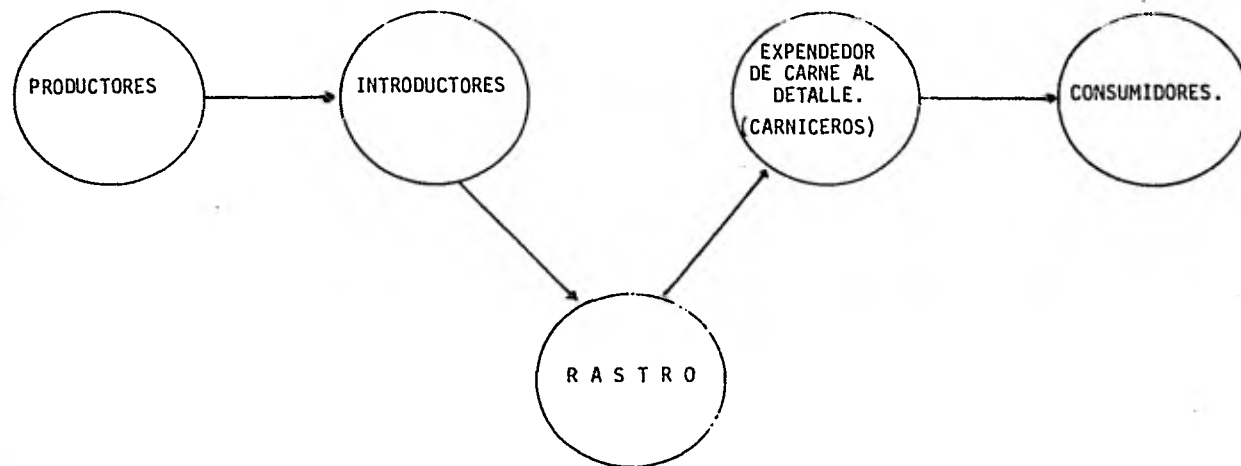 PRODUCTORES
INTRODUCTORES
EXPENDEDOR
DE CARNE AL
DETALLE.
(CARNICEROS)
CONSUMIDORES.
R A S T R O